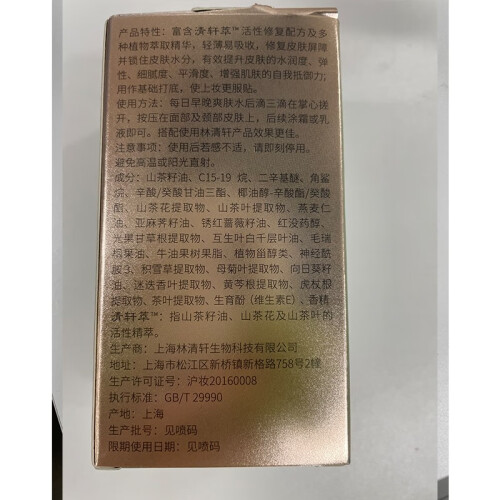 产品特性：富含清轩萃™活性修复配方及多
种植物萃取精华，轻薄易吸收，修复皮肤屏障
并锁住皮肤水分，有效提升皮肤的水润度、弹
性、细腻度、平滑度、增强肌肤的自我抵御力；
用作基础打底，使上妆更服贴。
使用方法：每日早晚爽肤水后滴三滴在掌心搓
开，按压在面部及颈部皮肤上，后续涂霜或乳
液即可。搭配使用林清轩产品效果更佳。
注意事项：使用后若感不适，请即刻停用。
避免高温或阳光直射。
成分：山茶籽油、C15-19 烷、二辛基醚、角鲨
烷、辛酸/癸酸甘油三酯、椰油醇-辛酸酯/癸酸
酯、山茶花提取物、山茶叶提取物、燕麦仁
油、亚麻荠籽油、锈红蔷薇籽油、红没药醇、
光果甘草根提取物、互生叶白千层叶油、毛瑞
榈果油、牛油果树果脂、植物甾醇类、神经酰
胺3、积雪草提取物、母菊叶提取物、向日葵籽
油、迷迭香叶提取物、黄芩根提取物、虎杖根
提取物、茶叶提取物、生育酚（维生素E）、香精
清轩萃™：指山茶籽油、山茶花及山茶叶的
活性精萃。
生产商：上海林清轩生物科技有限公司
地址：上海市松江区新桥镇新格路758号2幢
生产许可证号：沪妆20160008
执行标准：GB/T 29990
产地：上海
生产批号：见喷码
限期使用日期：见喷码